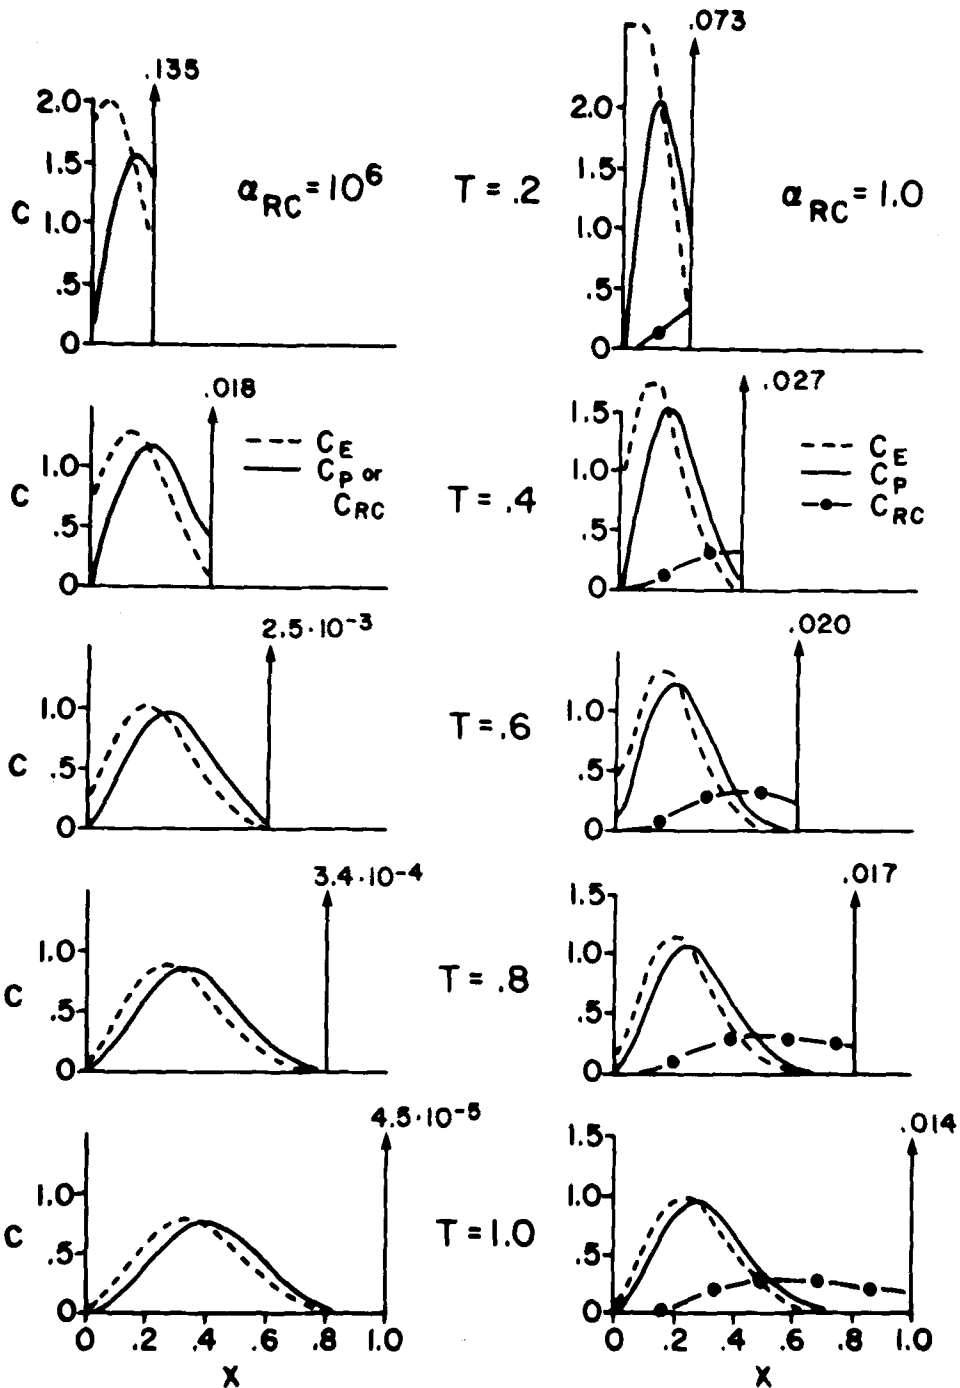 .135
.073
2.0
1.5
C
1.0
.5
0
α_RC = 10^6
T = .2
2.0
1.5
1.0
.5
0
α_RC = 1.0
.018
.027
C
1.0
.5
0
C_E
C_P or
C_RC
T = .4
1.5
1.0
.5
0
C_E
C_P
C_RC
2.5·10^-3
.020
C
1.0
.5
0
T = .6
1.0
.5
0
3.4·10^-4
.017
C
1.0
.5
0
T = .8
1.5
1.0
.5
0
4.5·10^-5
.014
C
1.0
.5
0
T = 1.0
1.5
1.0
.5
0
0 .2 .4 .6 .8 1.0
X
0 .2 .4 .6 .8 1.0
X